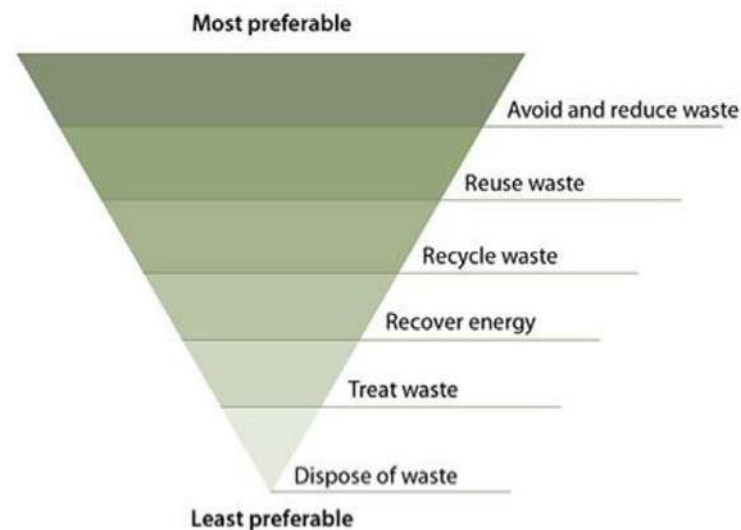 Most preferable
Avoid and reduce waste
Reuse waste
Recycle waste
Recover energy
Treat waste
Dispose of waste
Least preferable